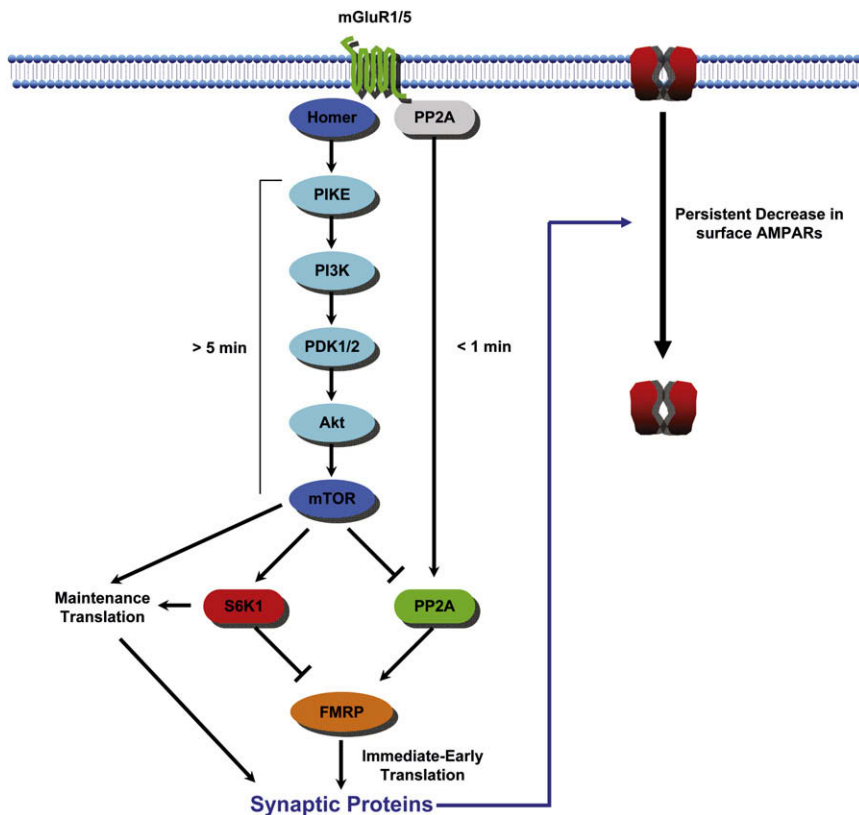 mGluR1/5
Homer
PP2A
PIKE
PI3K
PDK1/2
Akt
mTOR
> 5 min
< 1 min
Persistent Decrease in
surface AMPARs
Maintenance
Translation
S6K1
PP2A
FMRP
Immediate-Early
Translation
Synaptic Proteins